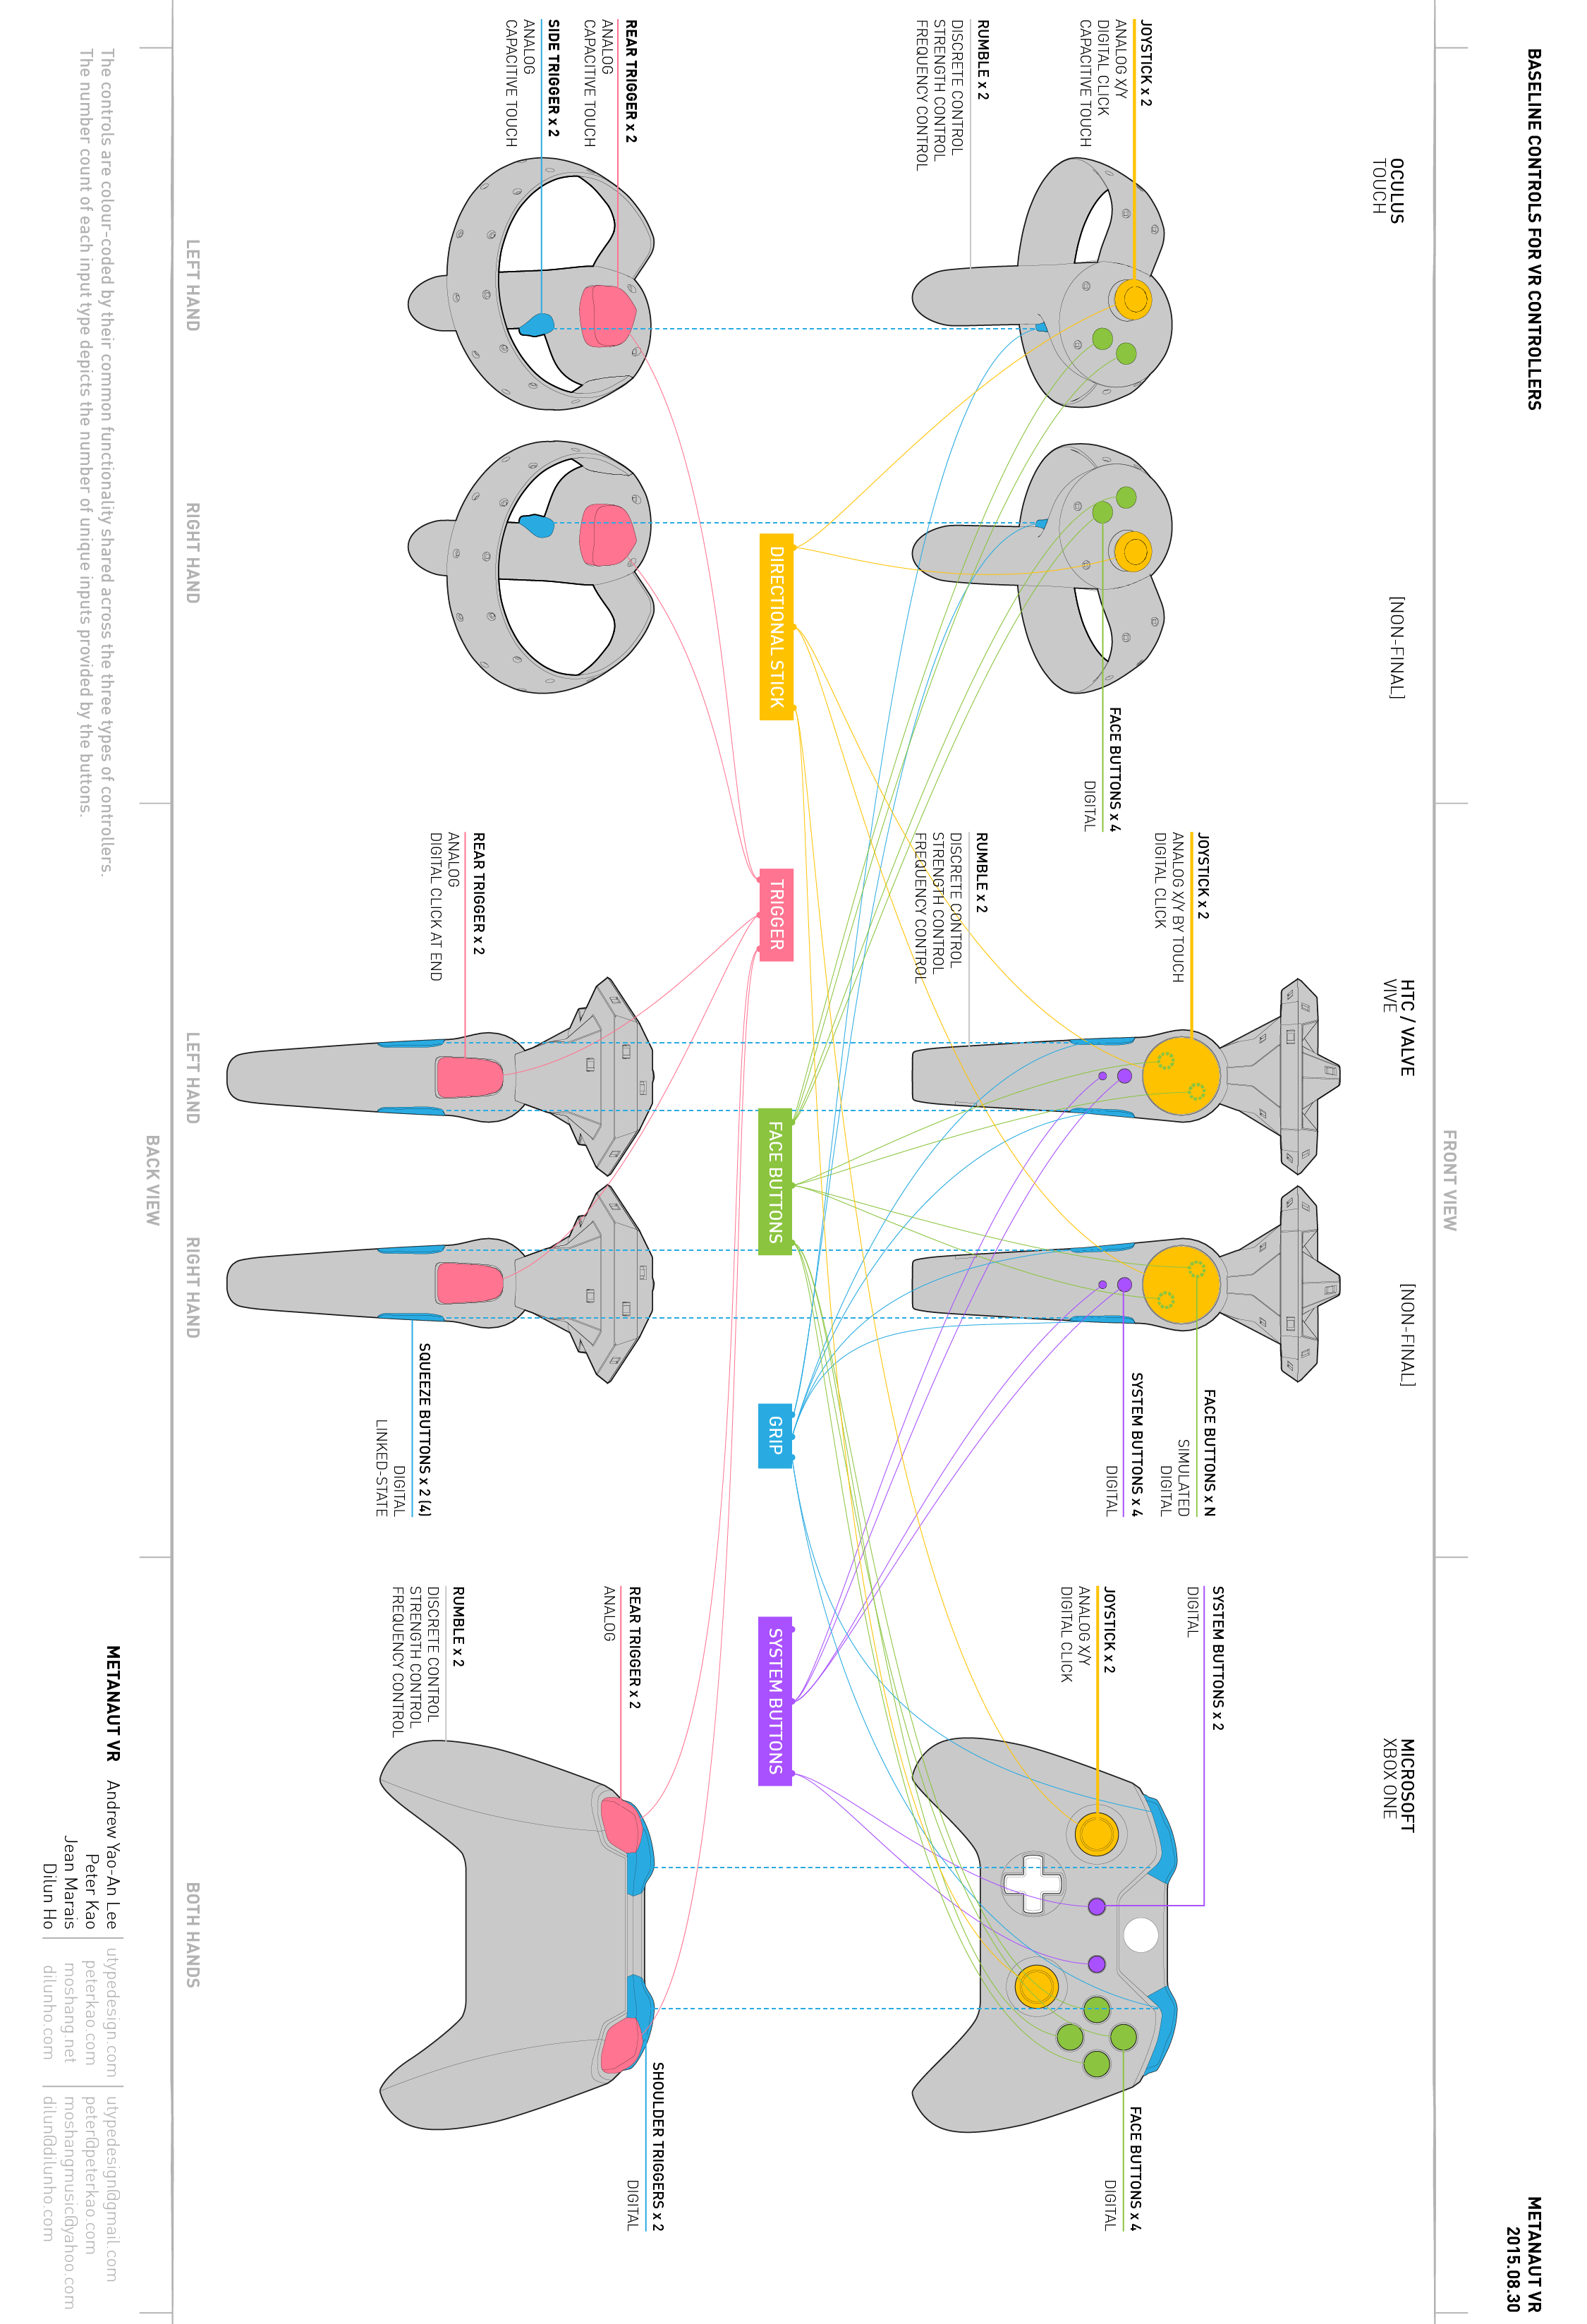 BASELINE CONTROLS FOR VR CONTROLLERS
METANAUT VR
2015.08.30
FRONT VIEW
OCULUS
TOUCH
[NON-FINAL]
HTC / VALVE
VIVE
[NON-FINAL]
MICROSOFT
XBOX ONE
JOYSTICK x 2
ANALOG X/Y
DIGITAL CLICK
CAPACITIVE TOUCH
RUMBLE x 2
DISCRETE CONTROL
STRENGTH CONTROL
FREQUENCY CONTROL
FACE BUTTONS x 4
DIGITAL
JOYSTICK x 2
ANALOG X/Y BY TOUCH
DIGITAL CLICK
RUMBLE x 2
DISCRETE CONTROL
STRENGTH CONTROL
FREQUENCY CONTROL
FACE BUTTONS x N
SIMULATED
DIGITAL
SYSTEM BUTTONS x 4
DIGITAL
SYSTEM BUTTONS x 2
DIGITAL
JOYSTICK x 2
ANALOG X/Y
DIGITAL CLICK
FACE BUTTONS x 4
DIGITAL
DIRECTIONAL STICK
TRIGGER
FACE BUTTONS
GRIP
SYSTEM BUTTONS
REAR TRIGGER x 2
ANALOG
CAPACITIVE TOUCH
SIDE TRIGGER x 2
ANALOG
CAPACITIVE TOUCH
REAR TRIGGER x 2
ANALOG
DIGITAL CLICK AT END
SQUEEZE BUTTONS x 2 (4)
DIGITAL
LINKED-STATE
REAR TRIGGER x 2
ANALOG
RUMBLE x 2
DISCRETE CONTROL
STRENGTH CONTROL
FREQUENCY CONTROL
SHOULDER TRIGGERS x 2
DIGITAL
LEFT HAND
RIGHT HAND
LEFT HAND
RIGHT HAND
BOTH HANDS
BACK VIEW
The controls are colour-coded by their common functionality shared across the three types of controllers.
The number count of each input type depicts the number of unique inputs provided by the buttons.
METANAUT VR Andrew Yao-An Lee utypedesign.com utypedesign@gmail.com
Peter Kao peterkao.com peter@peterkao.com
Jean Marais moshang.net moshangmusic@yahoo.com
Dilun Ho dilunho.com dilun@dilunho.com